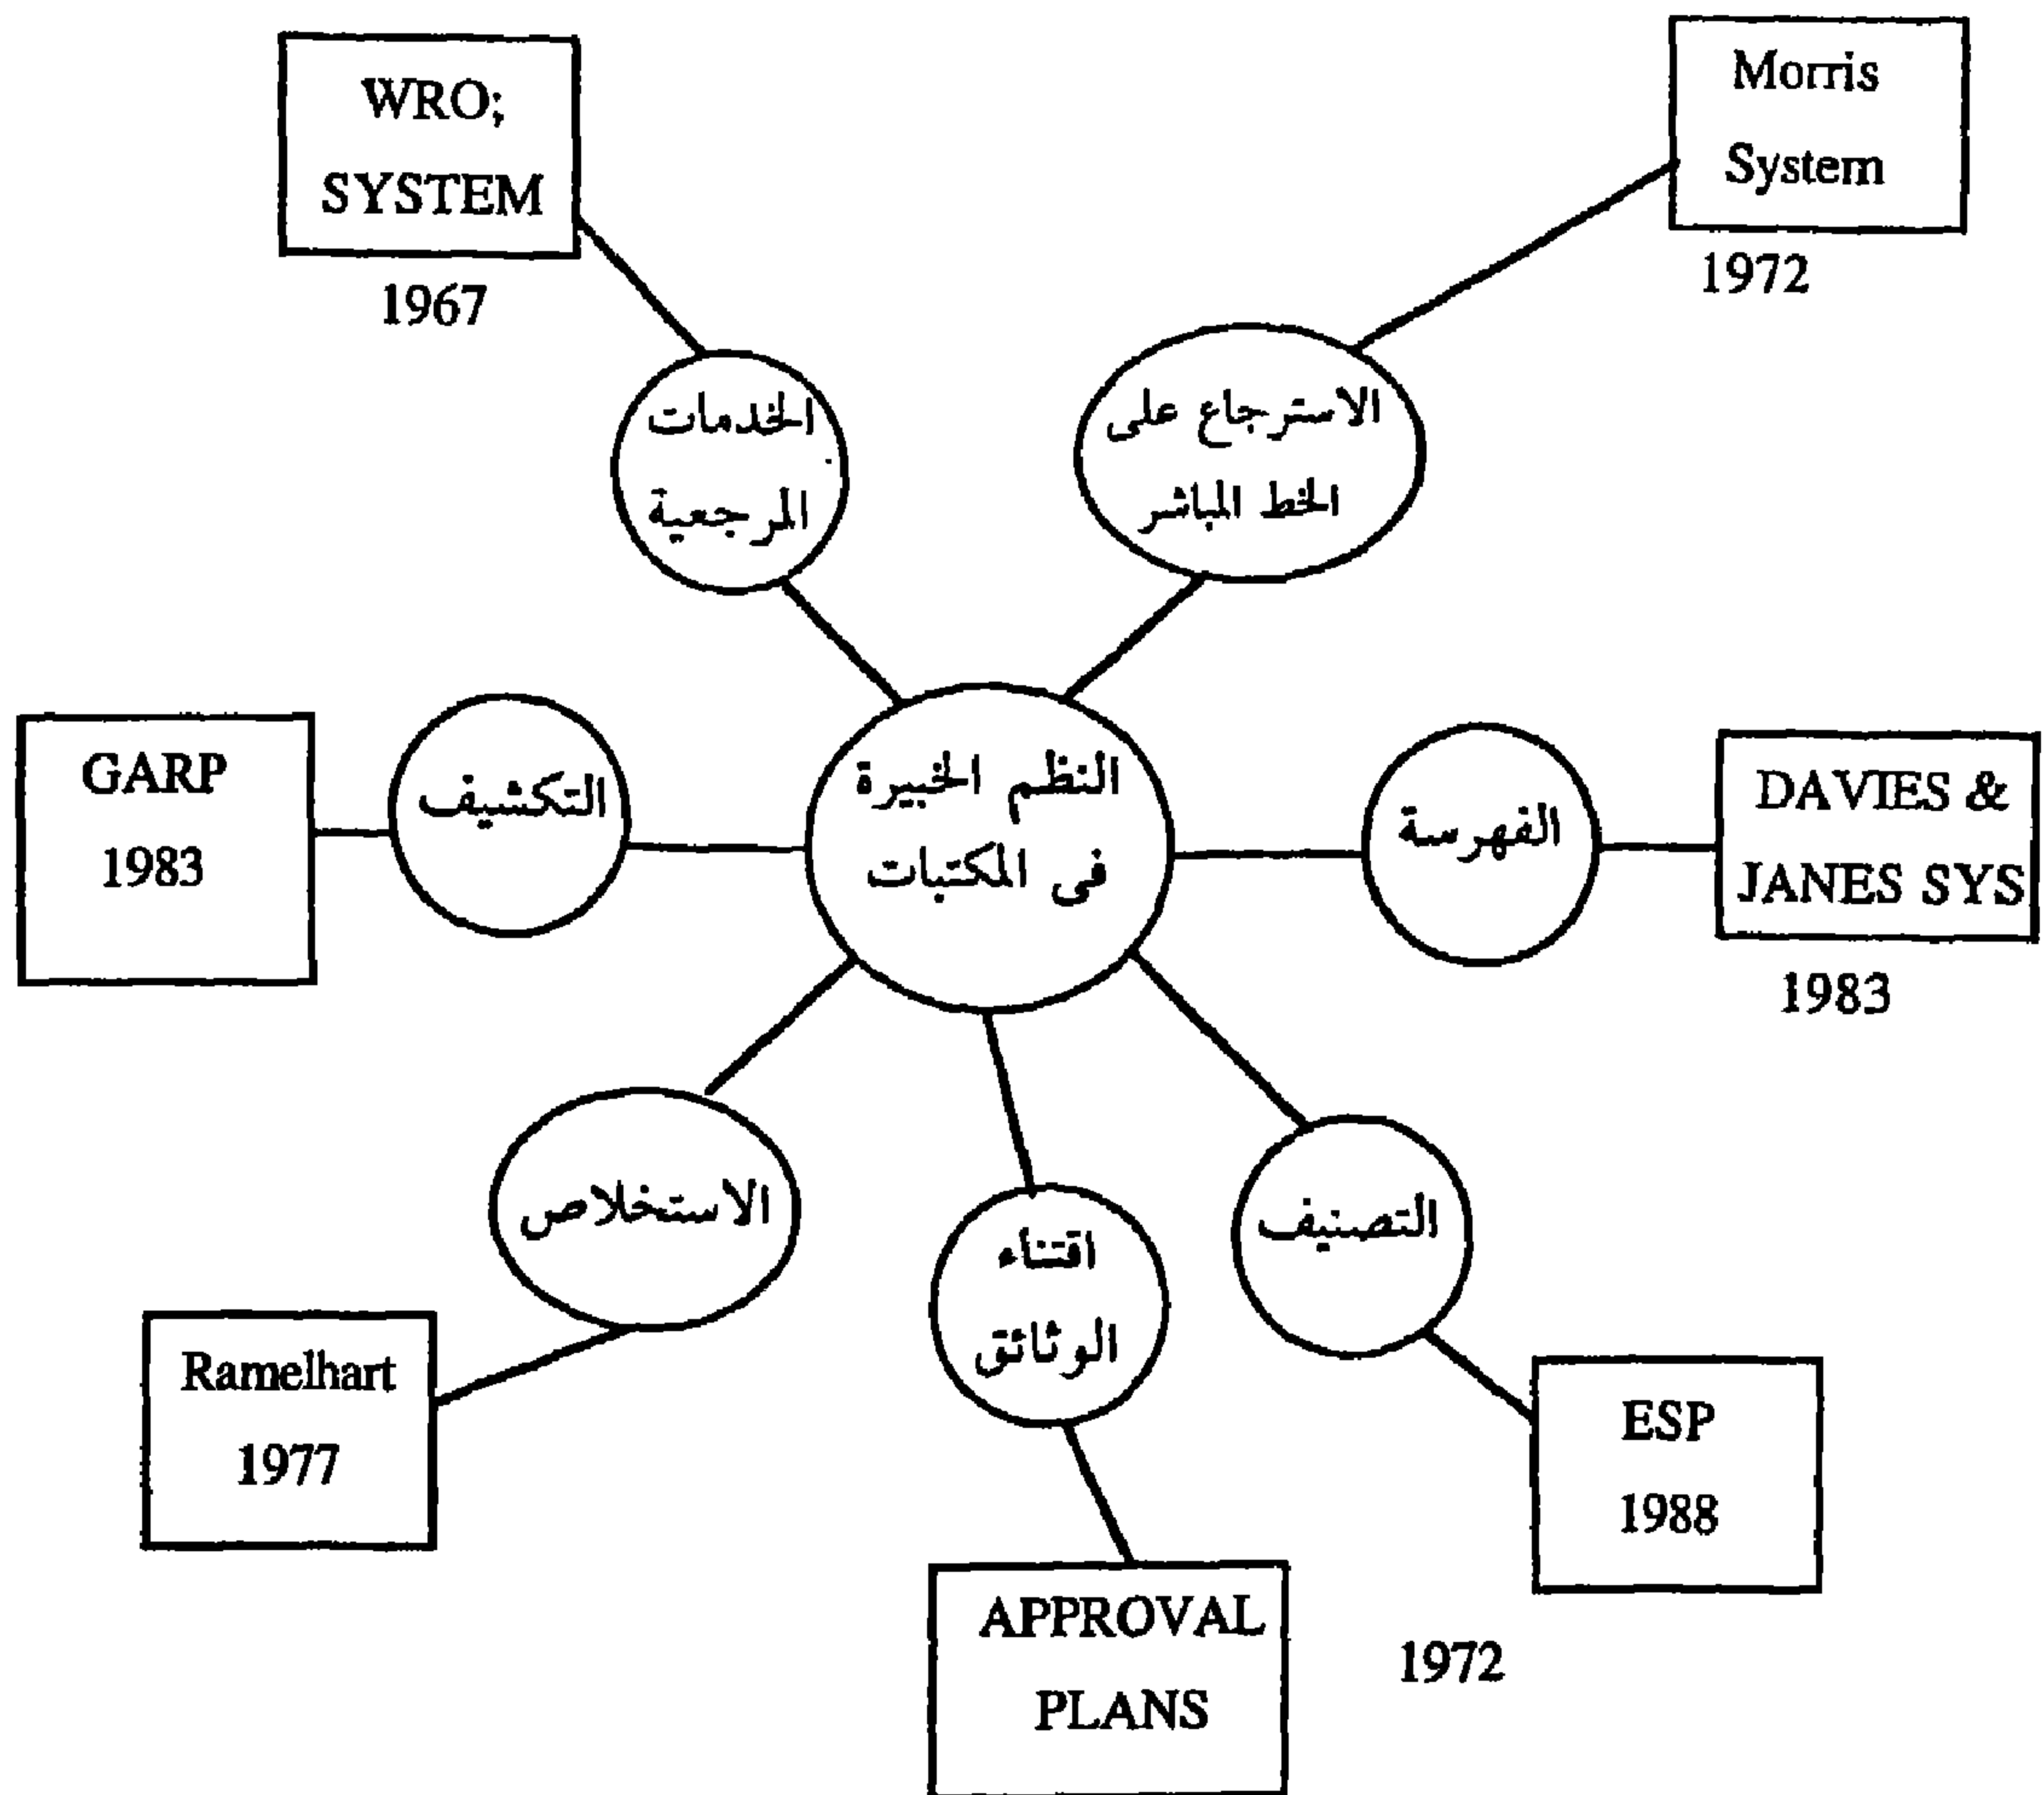 WRO;
SYSTEM
1967
Morris
System
1972
الخدمات
المرجعية
الاسترجاع على
الخط المباشر
GARP
1983
التكشيف
النظم الخبيرة
فى المكتبات
الفهرسة
DAVIES &
JANES SYS
1983
الاستخلاص
اقتناء
الوثائق
التصنيف
Ramelhart
1977
ESP
1988
APPROVAL
PLANS
1972